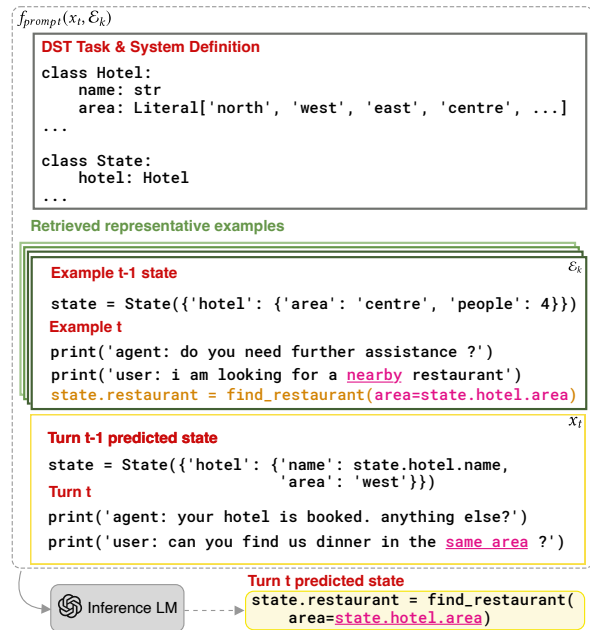 f_prompt(x_t, ℰ_k)
DST Task & System Definition
class Hotel:
    name: str
    area: Literal['north', 'west', 'east', 'centre', ...]
...
class State:
    hotel: Hotel
...
Retrieved representative examples
ℰ_k
Example t-1 state
state = State({'hotel': {'area': 'centre', 'people': 4}})
Example t
print('agent: do you need further assistance ?')
print('user: i am looking for a nearby restaurant')
state.restaurant = find_restaurant(area=state.hotel.area)
x_t
Turn t-1 predicted state
state = State({'hotel': {'name': state.hotel.name,
                         'area': 'west'}})
Turn t
print('agent: your hotel is booked. anything else?')
print('user: can you find us dinner in the same area ?')
Turn t predicted state
Inference LM
state.restaurant = find_restaurant(
    area=state.hotel.area)